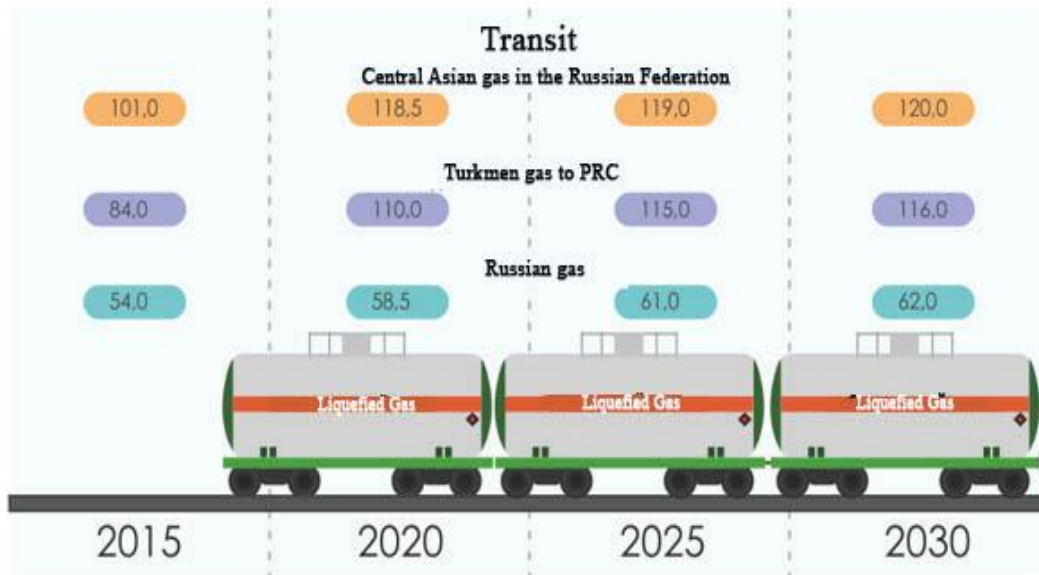 Transit
Central Asian gas in the Russian Federation
101,0 118,5 119,0 120,0
Turkmen gas to PRC
84,0 110,0 115,0 116,0
Russian gas
54,0 58,5 61,0 62,0
Liquefied Gas Liquefied Gas Liquefied Gas
2015 2020 2025 2030